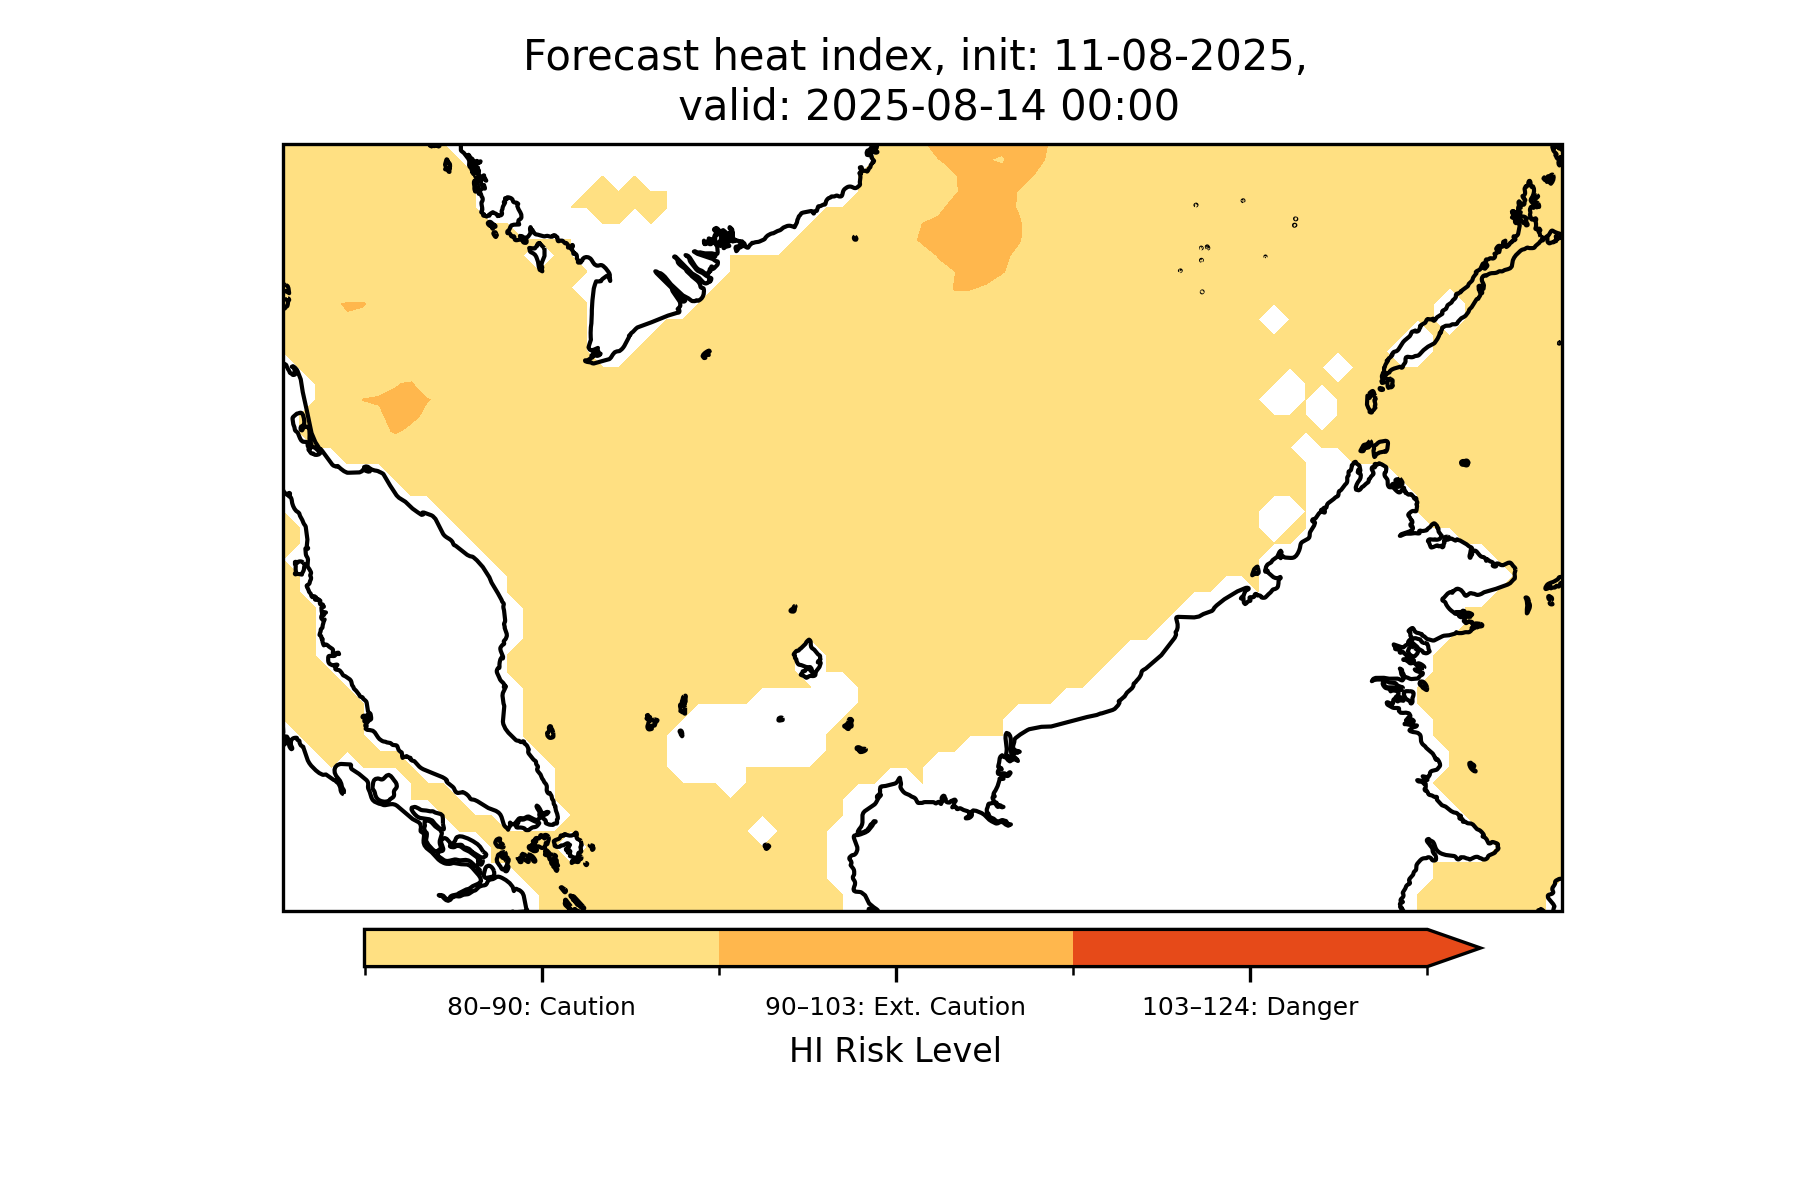 Forecast heat index, init: 11-08-2025,
valid: 2025-08-14 00:00
80–90: Caution
90–103: Ext. Caution
103–124: Danger
HI Risk Level